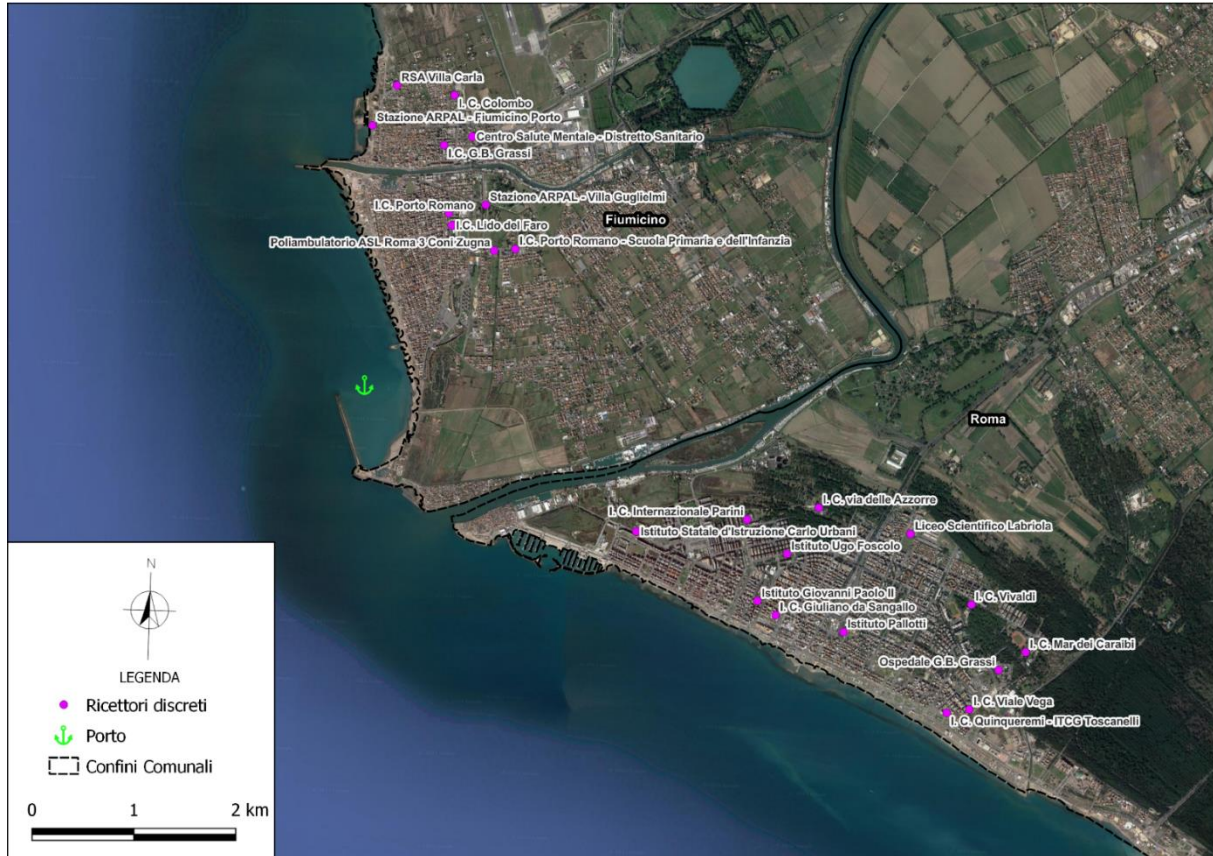 RSA Villa Carla
I. C. Colombo
Stazione ARPAL - Fiumicino Porto
Centro Salute Mentale - Distretto Sanitario
I.C. G.B. Grassi
Stazione ARPAL - Villa Guglielmi
I.C. Porto Romano
Fiumicino
I.C. Lido del Faro
Poliambulatorio ASL Roma 3 Coni Zugna
I.C. Porto Romano - Scuola Primaria e dell'Infanzia
Roma
I. C. via delle Azzorre
I. C. Internazionale Parini
Liceo Scientifico Labriola
Istituto Statale d'Istruzione Carlo Urbani
Istituto Ugo Foscolo
Istituto Giovanni Paolo II
I. C. Vivaldi
I. C. Giuliano da Sangallo
Istituto Pallotti
I. C. Mar dei Caraibi
Ospedale G.B. Grassi
I. C. Viale Vega
I. C. Quinqueremi - ITCG Toscanelli
N
LEGENDA
Ricettori discreti
Porto
Confini Comunali
0 1 2 km